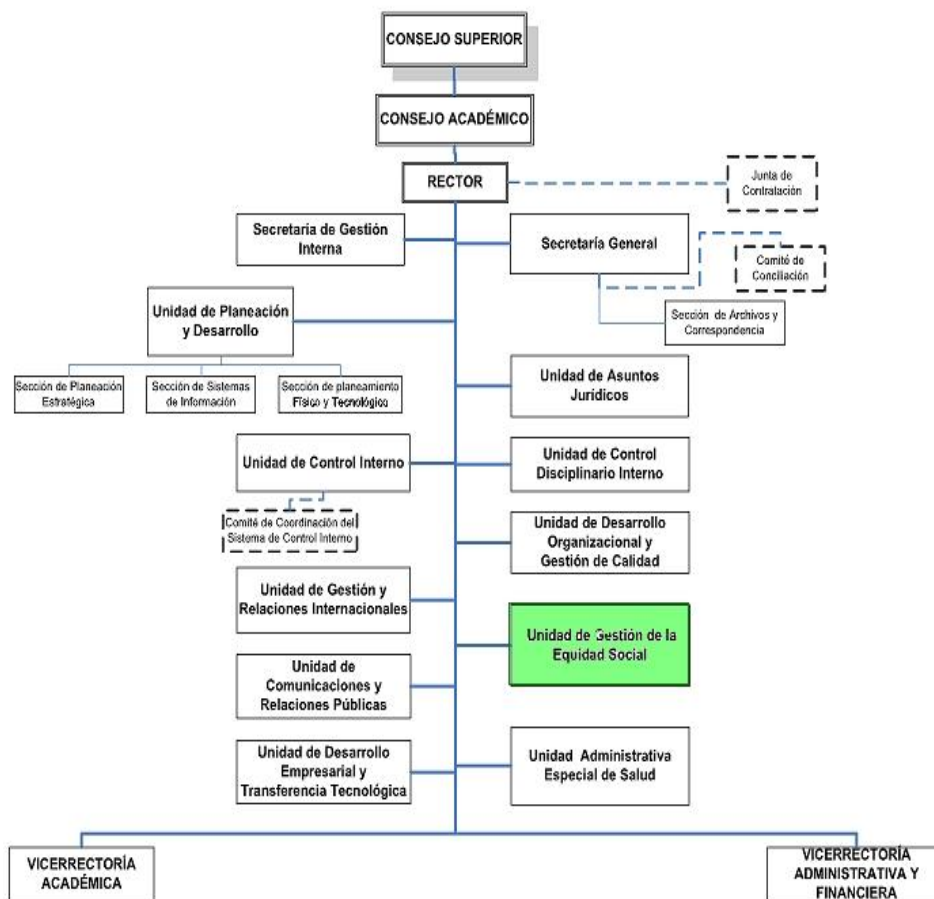 CONSEJO SUPERIOR
CONSEJO ACADÉMICO
RECTOR
Junta de
Contratación
Secretaría de Gestión
Interna
Secretaría General
Comité de
Conciliación
Sección de Archivos y
Correspondencia
Unidad de Planeación
y Desarrollo
Sección de Planeación
Estratégica
Sección de Sistemas
de Información
Sección de planeamiento
Físico y Tecnológico
Unidad de Asuntos
Jurídicos
Unidad de Control Interno
Unidad de Control
Disciplinario Interno
Comité de Coordinación del
Sistema de Control Interno
Unidad de Desarrollo
Organizacional y
Gestión de Calidad
Unidad de Gestión y
Relaciones Internacionales
Unidad de Gestión de la
Equidad Social
Unidad de
Comunicaciones y
Relaciones Públicas
Unidad de Desarrollo
Empresarial y
Transferencia Tecnológica
Unidad Administrativa
Especial de Salud
VICERRECTORÍA
ACADÉMICA
VICERRECTORÍA
ADMINISTRATIVA Y
FINANCIERA